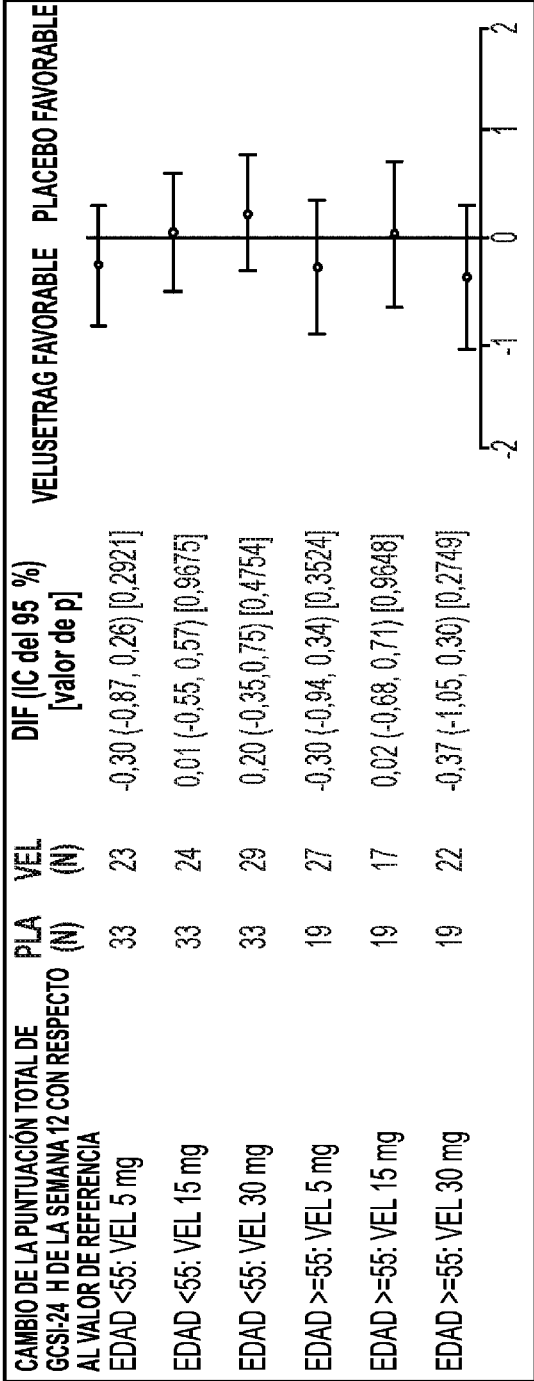 CAMBIO DE LA PUNTUACIÓN TOTAL DE GCSI-24 H DE LA SEMANA 12 CON RESPECTO AL VALOR DE REFERENCIA PLA (N) VEL (N) DIF (IC del 95 %) [valor de p] VELUSETRAG FAVORABLE PLACEBO FAVORABLE
EDAD <55: VEL 5 mg 33 23 -0,30 (-0,87, 0,26) [0,2921]
EDAD <55: VEL 15 mg 33 24 0,01 (-0,55, 0,57) [0,9675]
EDAD <55: VEL 30 mg 33 29 0,20 (-0,35,0,75) [0,4754]
EDAD >=55: VEL 5 mg 19 27 -0,30 (-0,94, 0,34) [0,3524]
EDAD >=55: VEL 15 mg 19 17 0,02 (-0,68, 0,71) [0,9648]
EDAD >=55: VEL 30 mg 19 22 -0,37 (-1,05, 0,30) [0,2749]
-2 -1 0 1 2